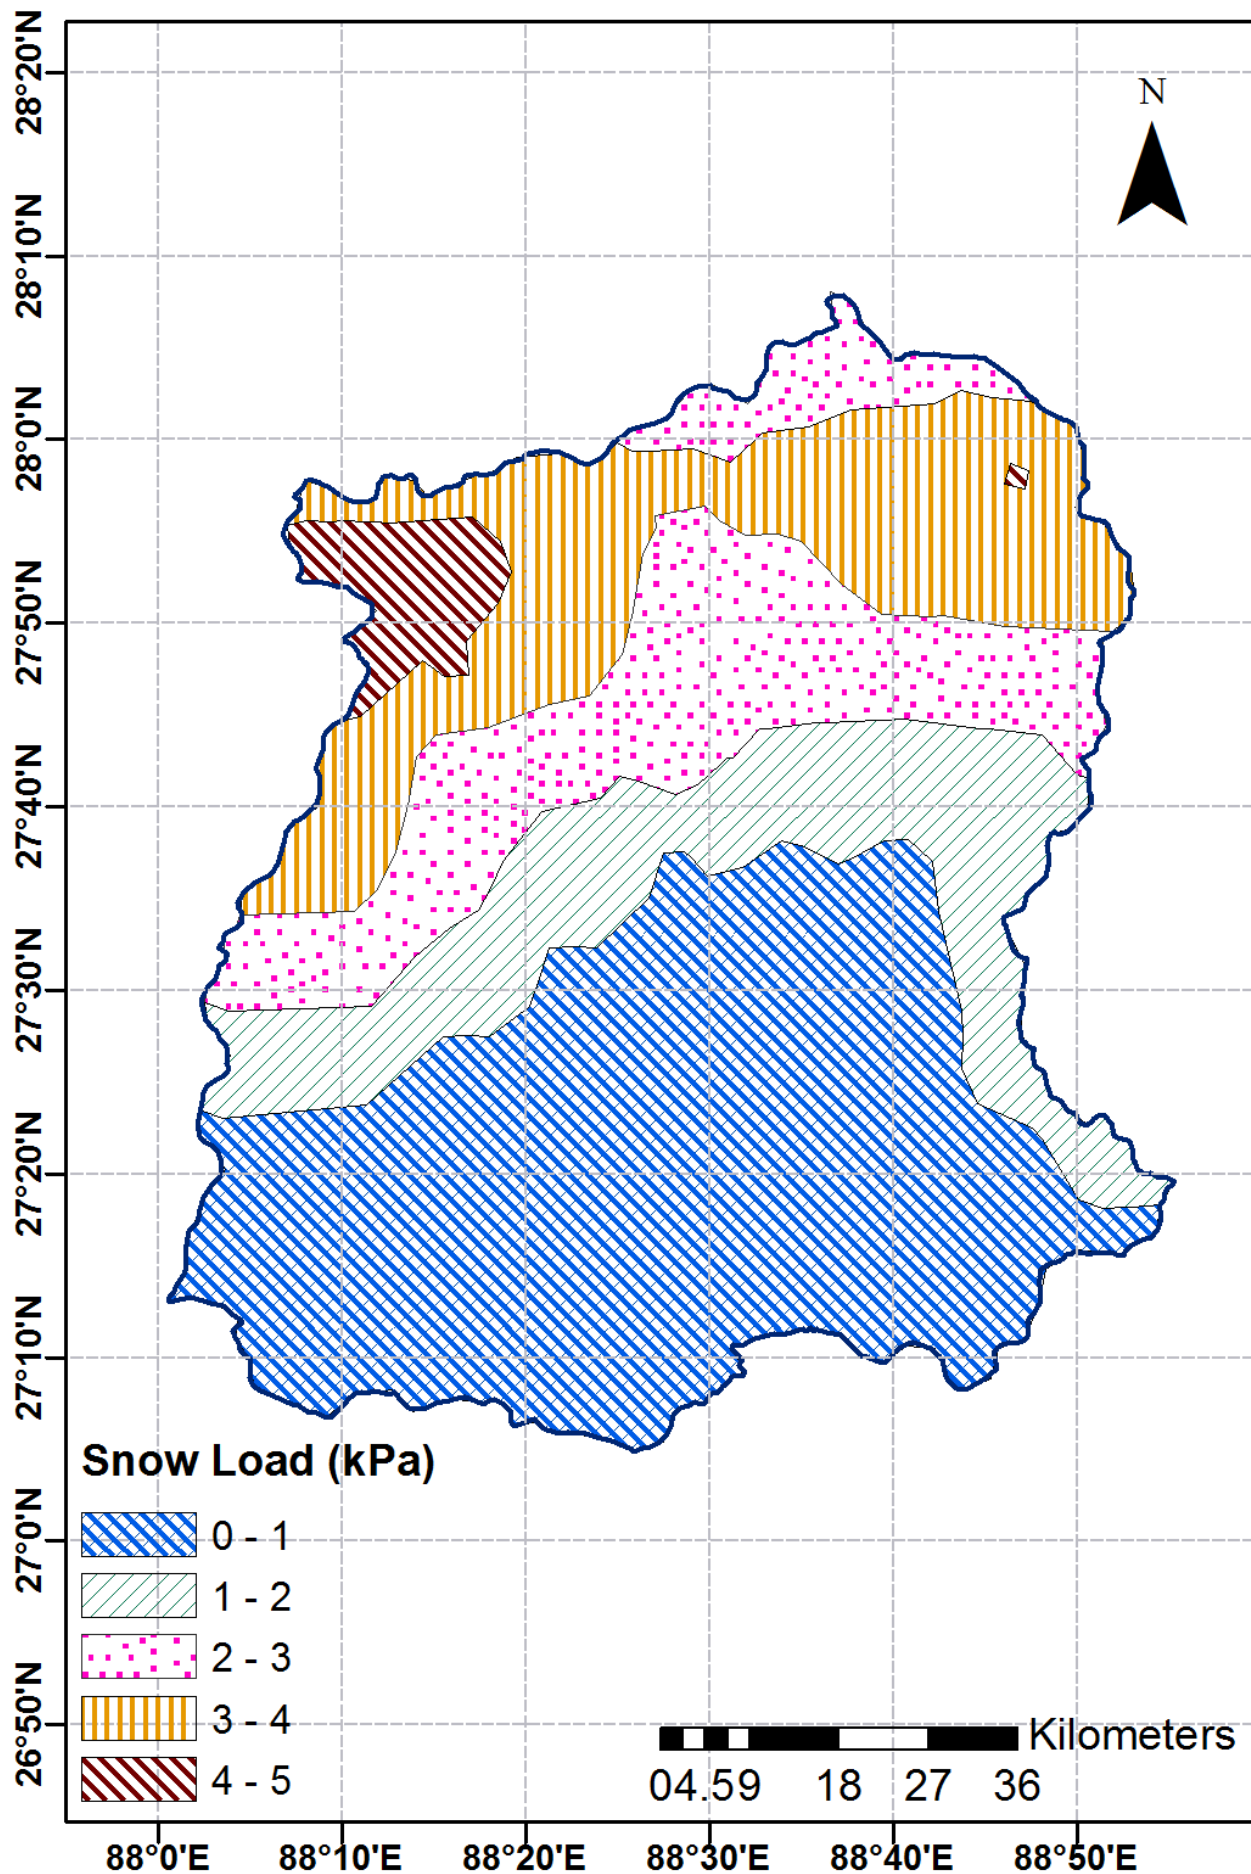 N
28°20'N
28°10'N
28°0'N
27°50'N
27°40'N
27°30'N
27°20'N
27°10'N
27°0'N
26°50'N
Snow Load (kPa)
0 - 1
1 - 2
2 - 3
3 - 4
4 - 5
Kilometers
04.59 18 27 36
88°0'E 88°10'E 88°20'E 88°30'E 88°40'E 88°50'E